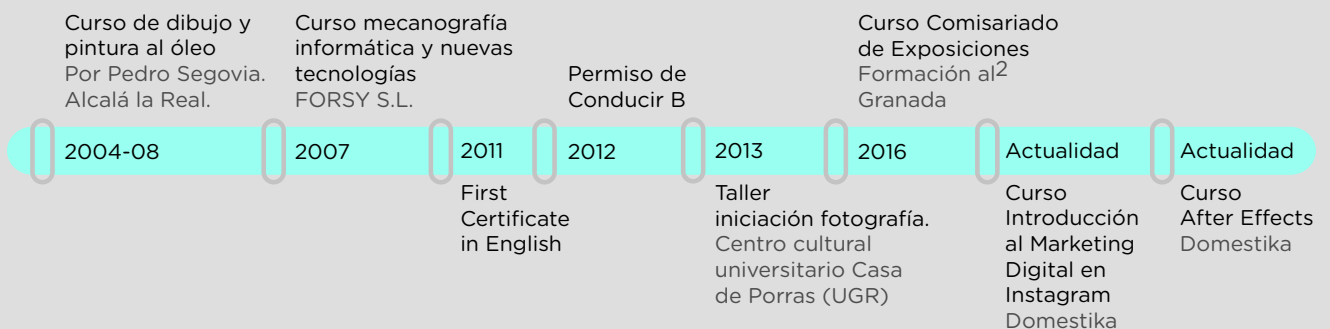 Curso de dibujo y
pintura al óleo
Por Pedro Segovia.
Alcalá la Real.
Curso mecanografía
informática y nuevas
tecnologías
FORSY S.L.
Permiso de
Conducir B
Curso Comisariado
de Exposiciones
Formación al2
Granada
2004-08
2007
2011
2012
2013
2016
Actualidad
Actualidad
First
Certificate
in English
Taller
iniciación fotografía.
Centro cultural
universitario Casa
de Porras (UGR)
Curso
Introducción
al Marketing
Digital en
Instagram
Domestika
Curso
After Effects
Domestika